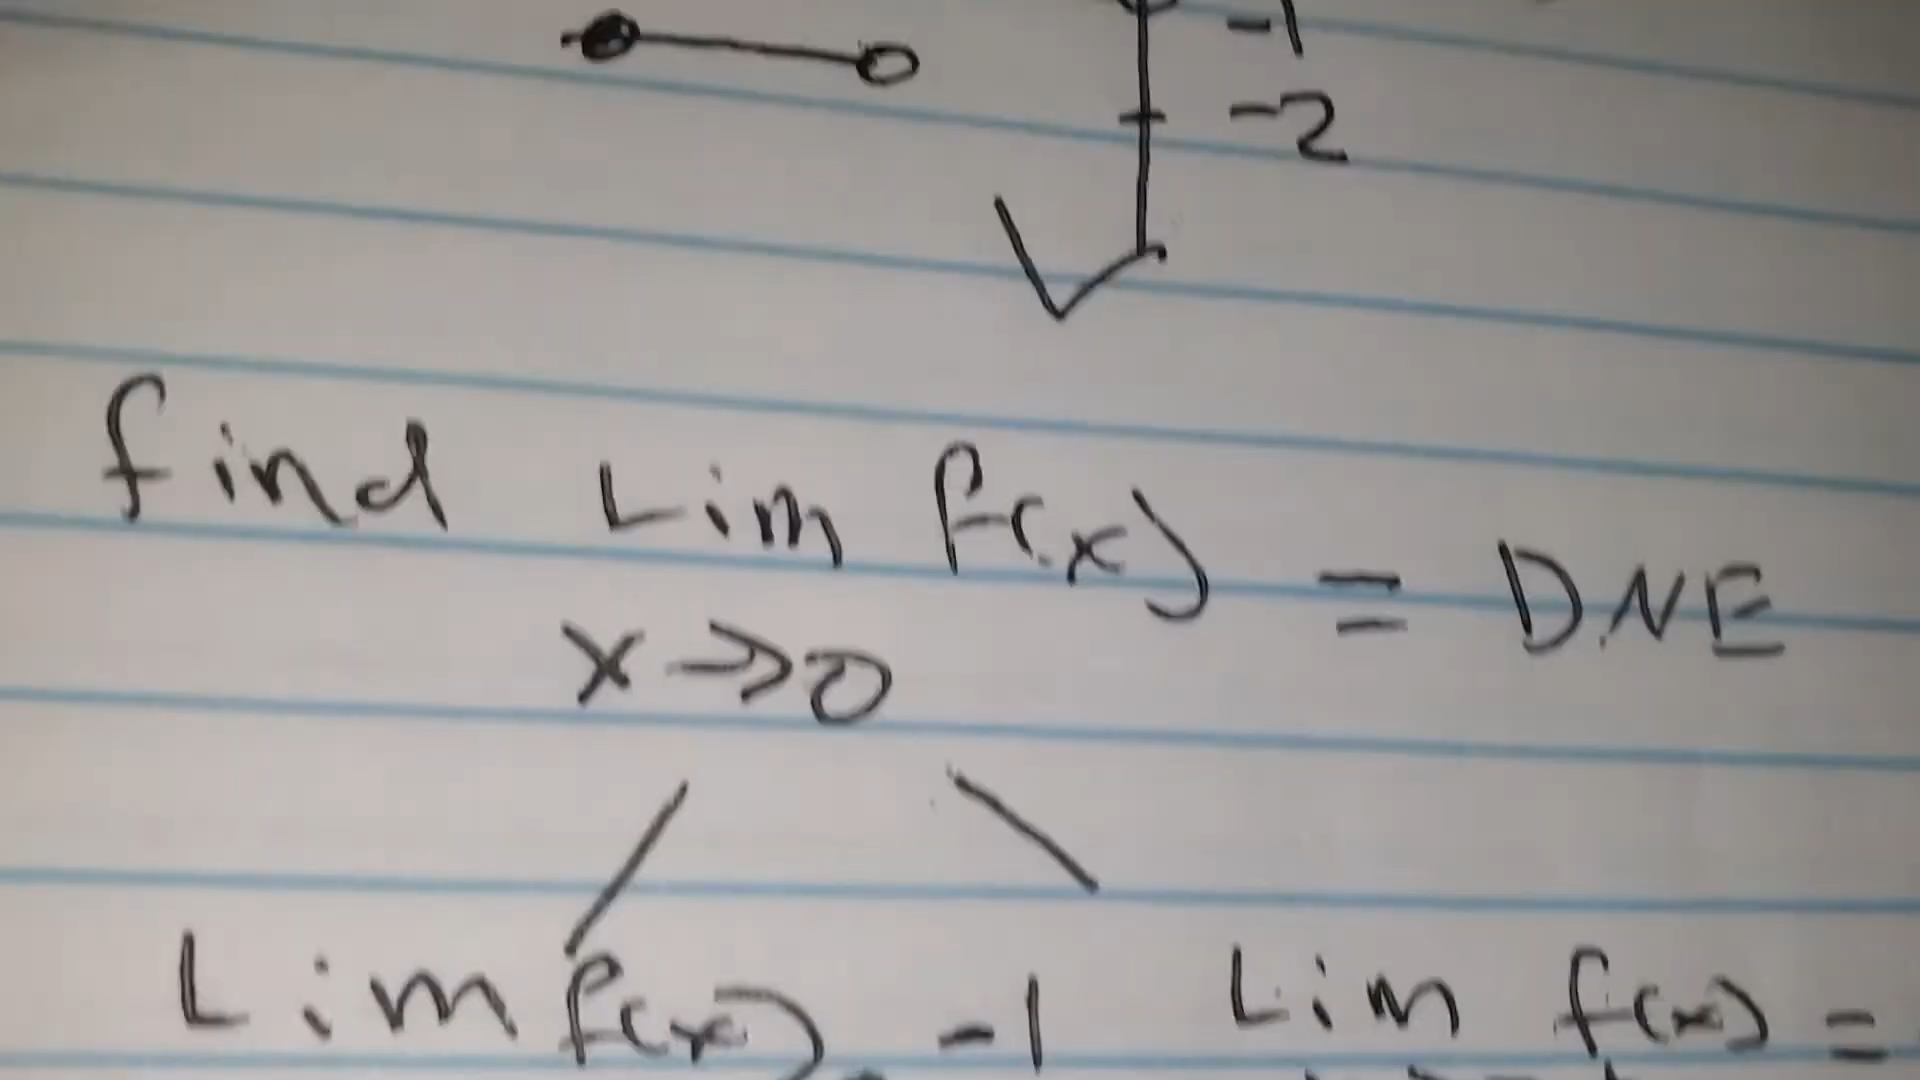 -1
-2
find Lim f(x) = DNE
x→0
Lim f(x) -1 Lim f(x) =